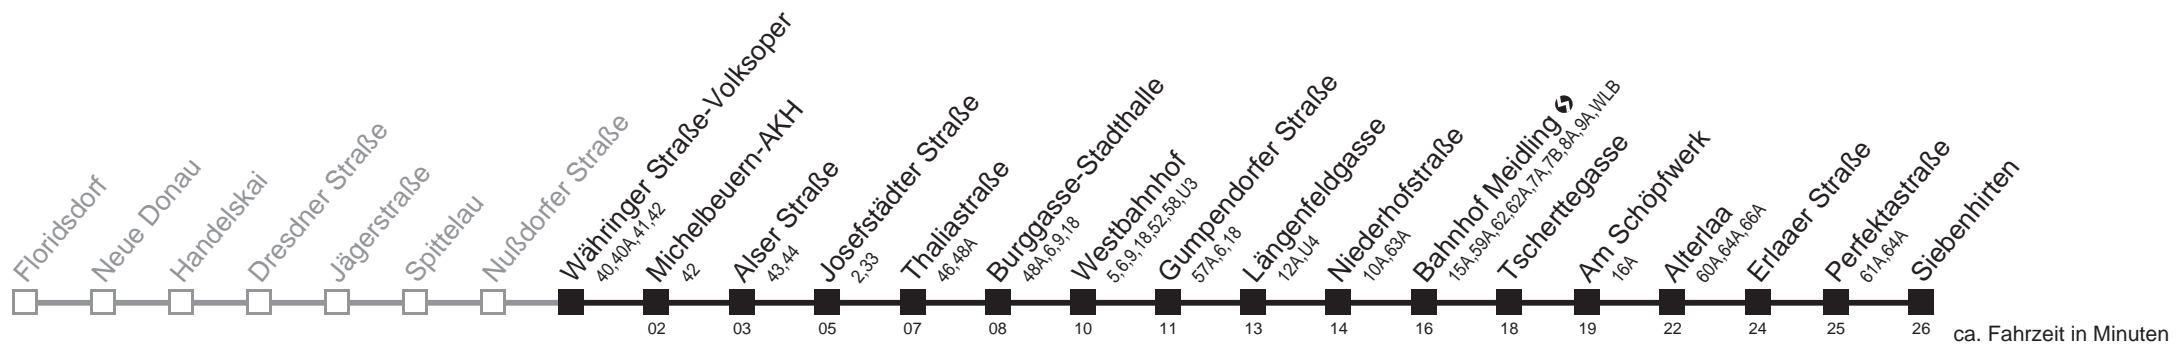 Floridsdorf
Neue Donau
Handelskai
Dresdner Straße
Jägerstraße
Spittelau
Nußdorfer Straße
Währinger Straße-Volksoper
40,40A,41,42
Michelbeuern-AKH
42
02
Alser Straße
43,44
03
Josefstädter Straße
2,33
05
Thaliastraße
46,48A
07
Burggasse-Stadthalle
48A,6,9,18
08
Westbahnhof
5,6,9,18,52,58,U3
10
Gumpendorfer Straße
57A,6,18
11
Längenfeldgasse
12A,U4
13
Niederhofstraße
10A,63A
14
Bahnhof Meidling
15A,59A,62,62A,7A,7B,8A,9A,WLB
16
Tscherttegasse
18
Am Schöpfwerk
16A
19
Alterlaa
60A,64A,66A
22
Erlaaer Straße
24
Perfektastraße
61A,64A
25
Siebenhirten
26
ca. Fahrzeit in Minuten